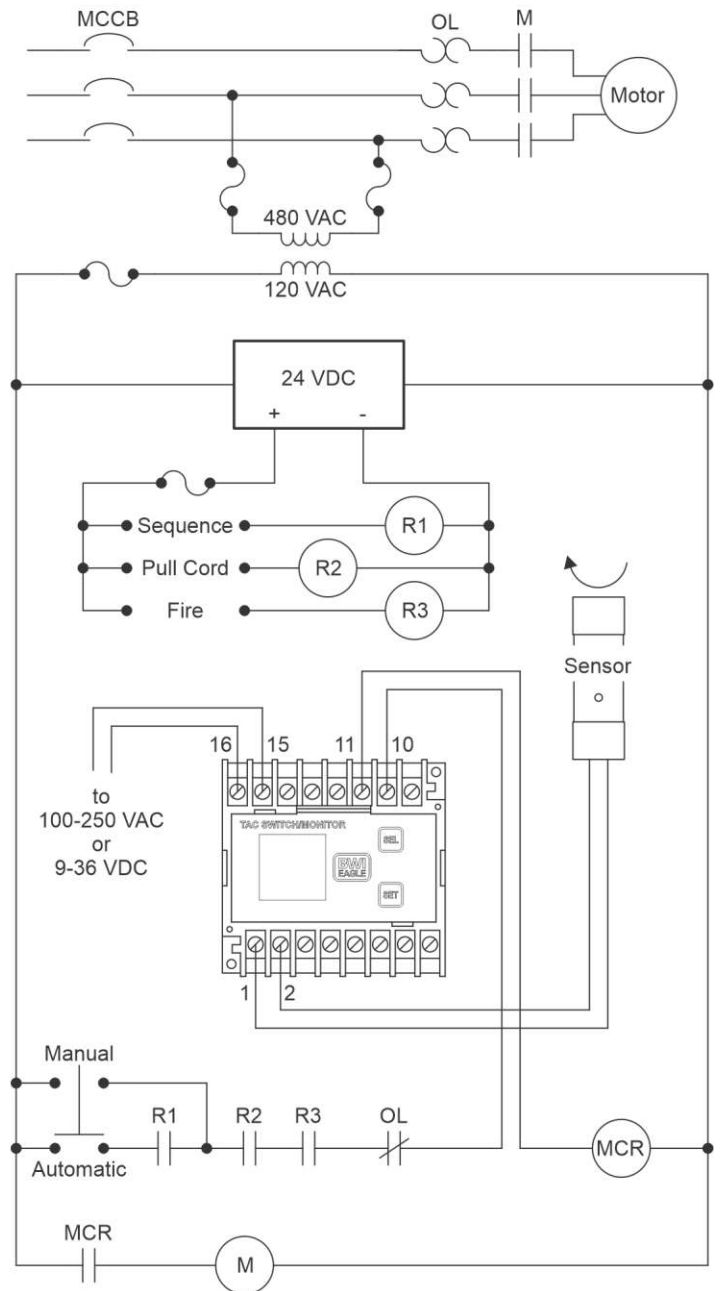 MCCB OL M
Motor
480 VAC
120 VAC
24 VDC
+ -
Sequence R1
Pull Cord R2
Fire R3
Sensor
16 15 11 10
to
100-250 VAC
or
9-36 VDC
TAC SWITCH/MONITOR
SEL
BWI
EAGLE
SET
1 2
Manual
R1 R2 R3 OL
MCR
Automatic
MCR
M